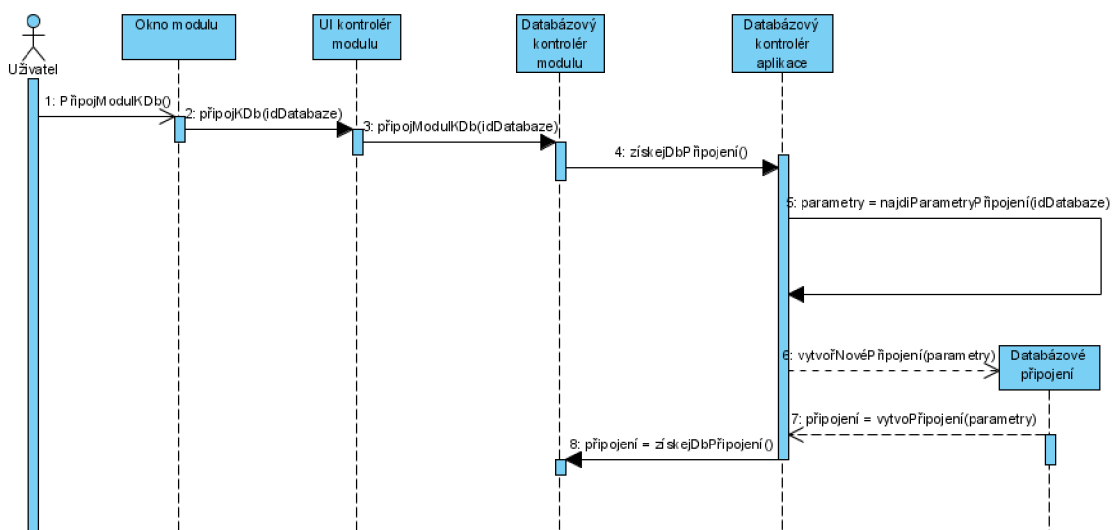 Uživatel
Okno modulu
UI kontrolér
modulu
Databázový
kontrolér
modulu
Databázový
kontrolér
aplikace
1: PřipojModulKDb()
2: připojKDb(idDatabaze)
3: připojModulKDb(idDatabaze)
4: získejDbPřipojení()
5: parametry = najdiParametryPřipojení(idDatabaze)
6: vytvořNovéPřipojení(parametry)
Databázové
připojení
7: připojení = vytvoPřipojení(parametry)
8: připojení = získejDbPřipojení()